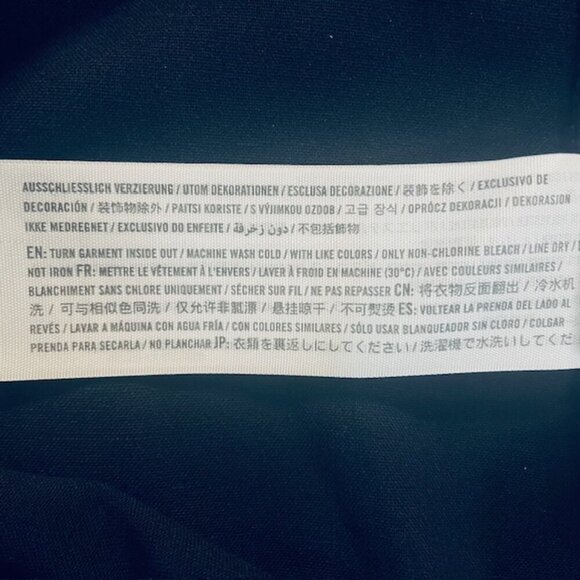 AUSSCHLIESSLICH VERZIERUNG / UTOM DEKORATIONEN / ESCLUSA DECORAZIONE / 装飾を除く / EXCLUSIVO DE
DECORACIÓN / 装饰物除外 / PAITSI KORISTE / S VÝJIMKOU OZDOB / 고급 장식 / OPRÓCZ DEKORACJI / DEKORASJON
IKKE MEDREGNET / EXCLUSIVO DO ENFEITE / دون زخرفة / 不包括飾物
EN: TURN GARMENT INSIDE OUT / MACHINE WASH COLD / WITH LIKE COLORS / ONLY NON-CHLORINE BLEACH / LINE DRY /
NOT IRON FR: METTRE LE VÊTEMENT À L'ENVERS / LAVER À FROID EN MACHINE (30°C) / AVEC COULEURS SIMILAIRES /
BLANCHIMENT SANS CHLORE UNIQUEMENT / SÉCHER SUR FIL / NE PAS REPASSER CN: 将衣物反面翻出 / 冷水机
洗 / 可与相似色同洗 / 仅允许非氯漂 / 悬挂晾干 / 不可熨烫 ES: VOLTEAR LA PRENDA DEL LADO AL
REVÉS / LAVAR A MÁQUINA CON AGUA FRÍA / CON COLORES SIMILARES / SÓLO USAR BLANQUEADOR SIN CLORO / COLGAR
PRENDA PARA SECARLA / NO PLANCHAR JP: 衣類を裏返しにしてください / 洗濯機で水洗いしてくだ